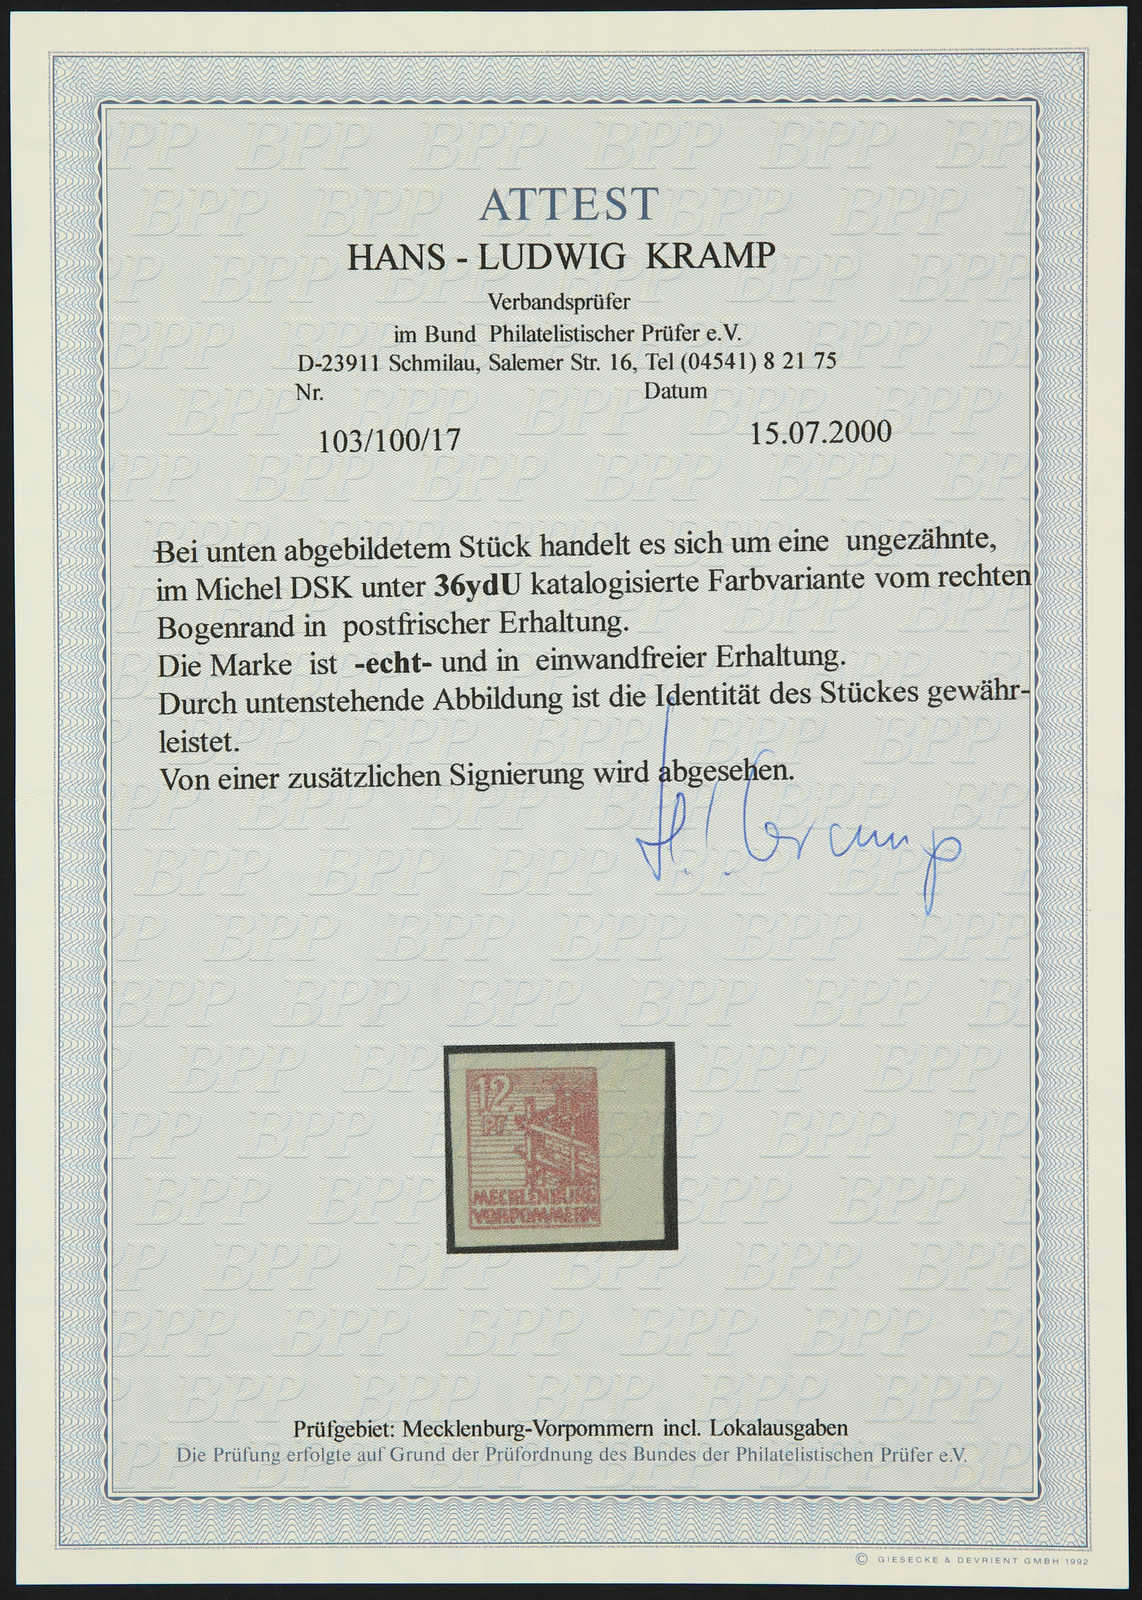 ATTEST
HANS - LUDWIG KRAMP
Verbandsprüfer
im Bund Philatelistischer Prüfer e.V.
D-23911 Schmilau, Salemer Str. 16, Tel (04541) 8 21 75
Nr. Datum
103/100/17 15.07.2000
Bei unten abgebildetem Stück handelt es sich um eine ungezähnte,
im Michel DSK unter 36ydU katalogisierte Farbvariante vom rechten
Bogenrand in postfrischer Erhaltung.
Die Marke ist -echt- und in einwandfreier Erhaltung.
Durch untenstehende Abbildung ist die Identität des Stückes gewähr-
leistet.
Von einer zusätzlichen Signierung wird abgesehen.
H. L. Kramp
12
Pf.
MECKLENBURG
VORPOMMERN
Prüfgebiet: Mecklenburg-Vorpommern incl. Lokalausgaben
Die Prüfung erfolgte auf Grund der Prüfordnung des Bundes der Philatelistischen Prüfer e.V.
© GIESECKE & DEVRIENT GMBH 1992